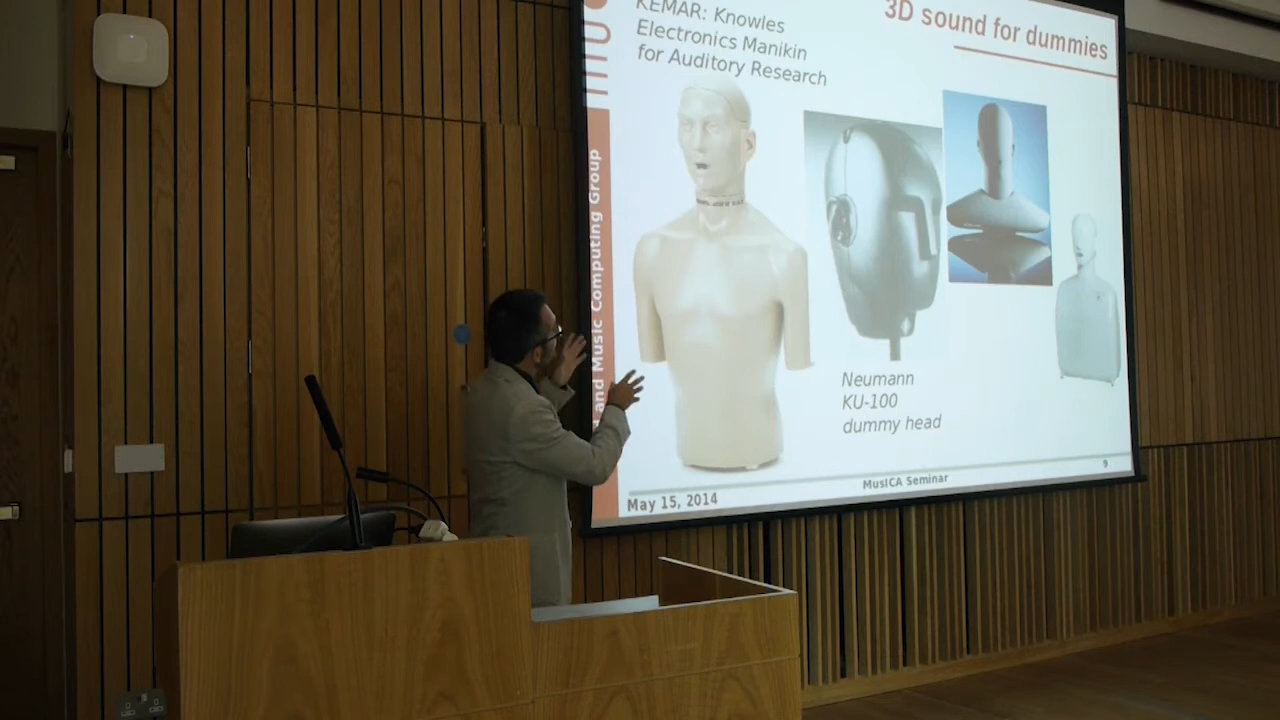 KEMAR: Knowles
Electronics Manikin
for Auditory Research
3D sound for dummies
and Music Computing Group
Neumann
KU-100
dummy head
May 15, 2014
MusICA Seminar
9